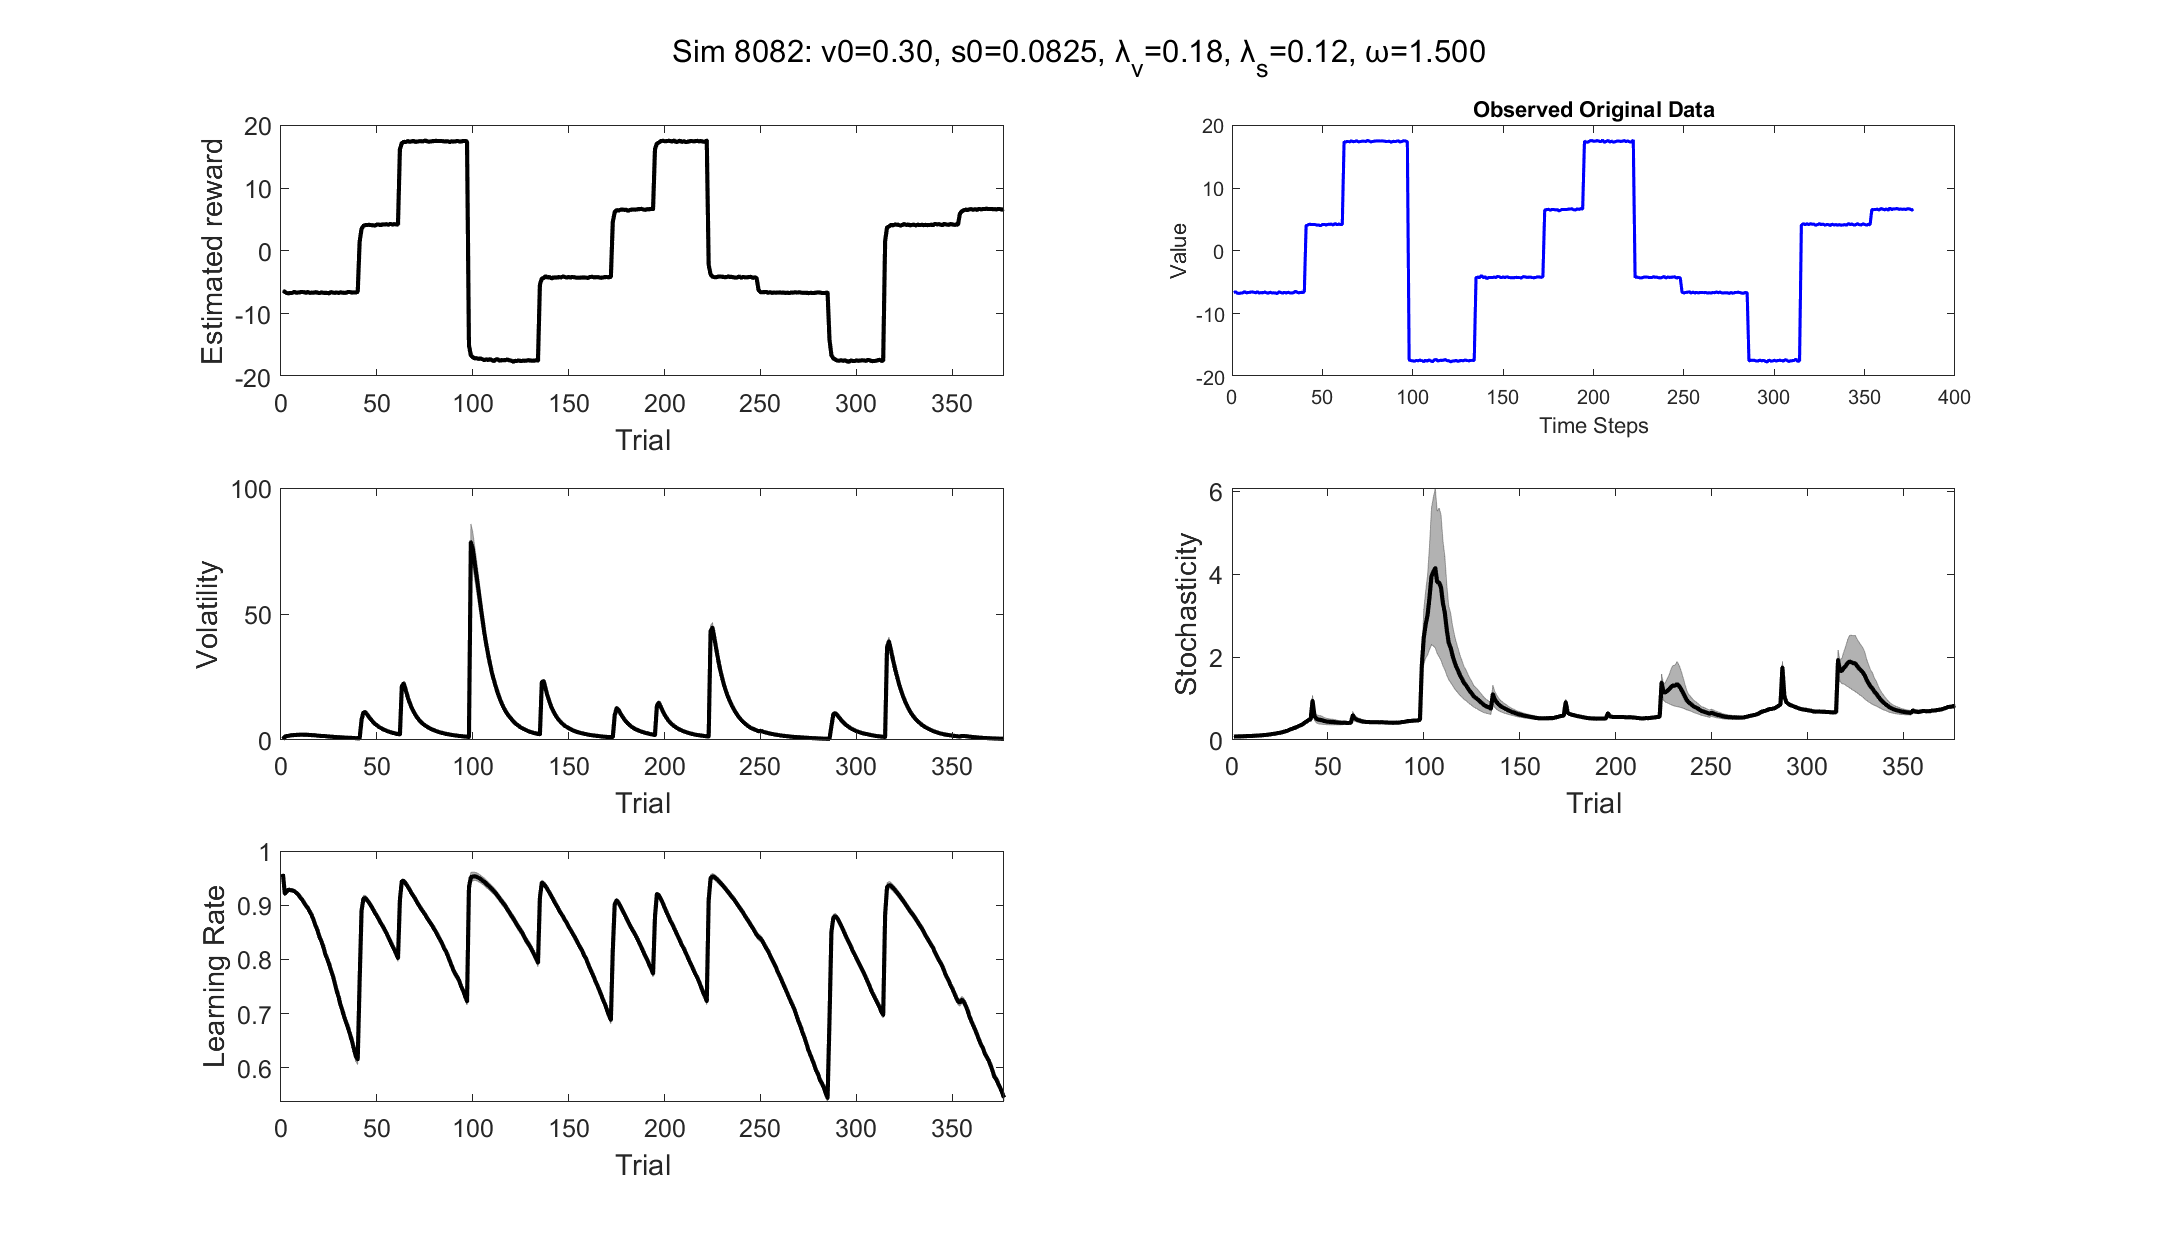 Sim 8082: v0=0.30, s0=0.0825, λv=0.18, λs=0.12, ω=1.500
Estimated reward
20
10
0
-10
-20
0 50 100 150 200 250 300 350
Trial
Observed Original Data
Value
20
10
0
-10
-20
0 50 100 150 200 250 300 350 400
Time Steps
Volatility
100
50
0
0 50 100 150 200 250 300 350
Trial
Stochasticity
6
4
2
0
0 50 100 150 200 250 300 350
Trial
Learning Rate
1
0.9
0.8
0.7
0.6
0 50 100 150 200 250 300 350
Trial